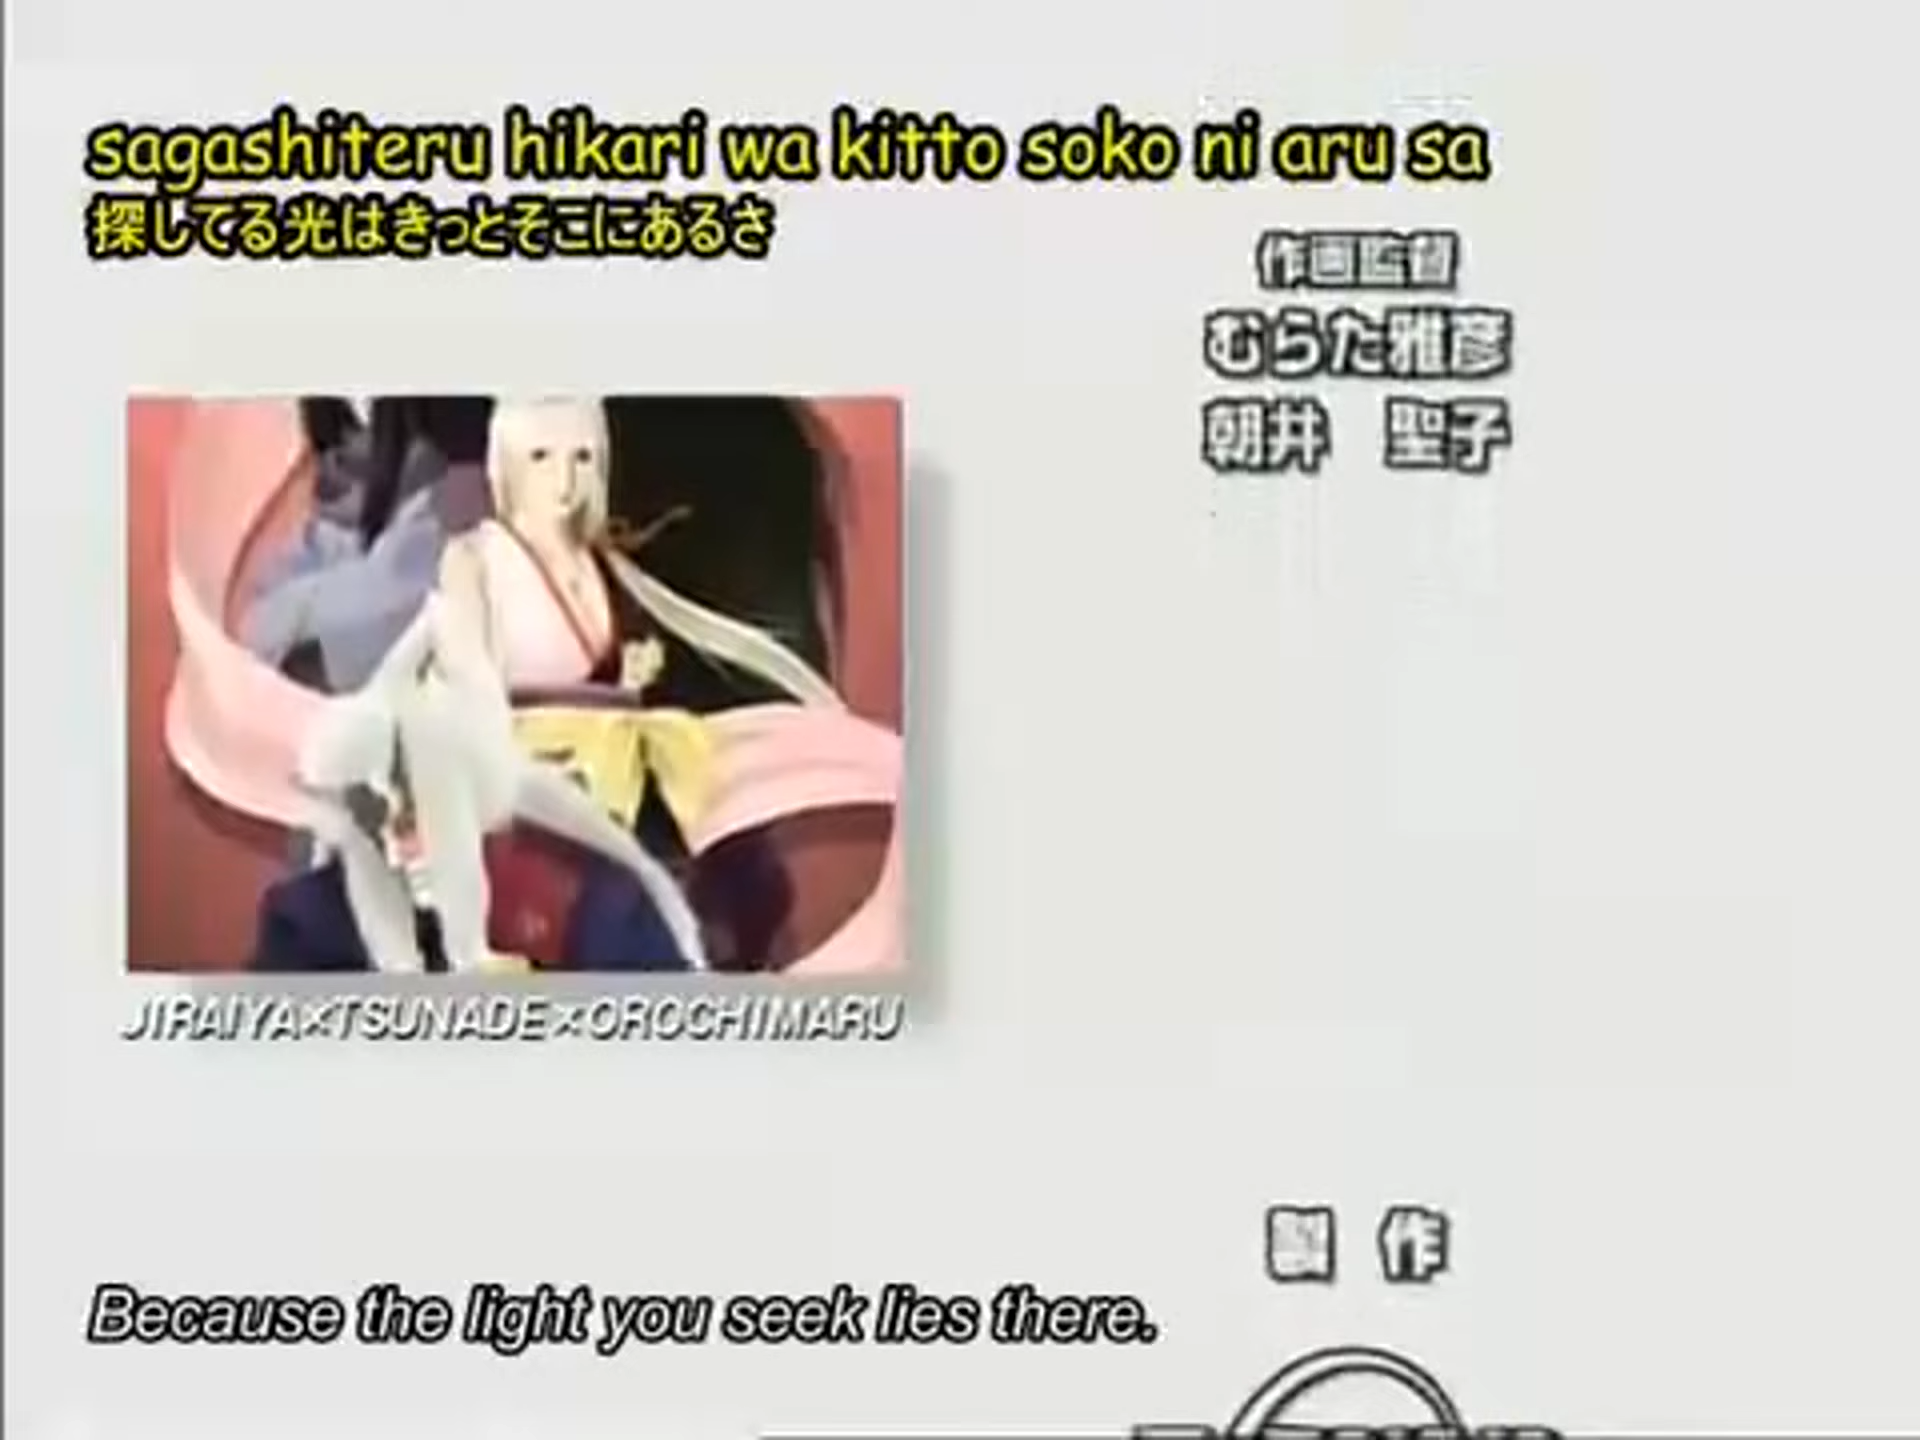 sagashiteru hikari wa kitto soko ni aru sa
探してる光はきっとそこにあるさ
作画監督
むらた雅彦
朝井　聖子
JIRAIYA×TSUNADE×OROCHIMARU
製 作
Because the light you seek lies there.